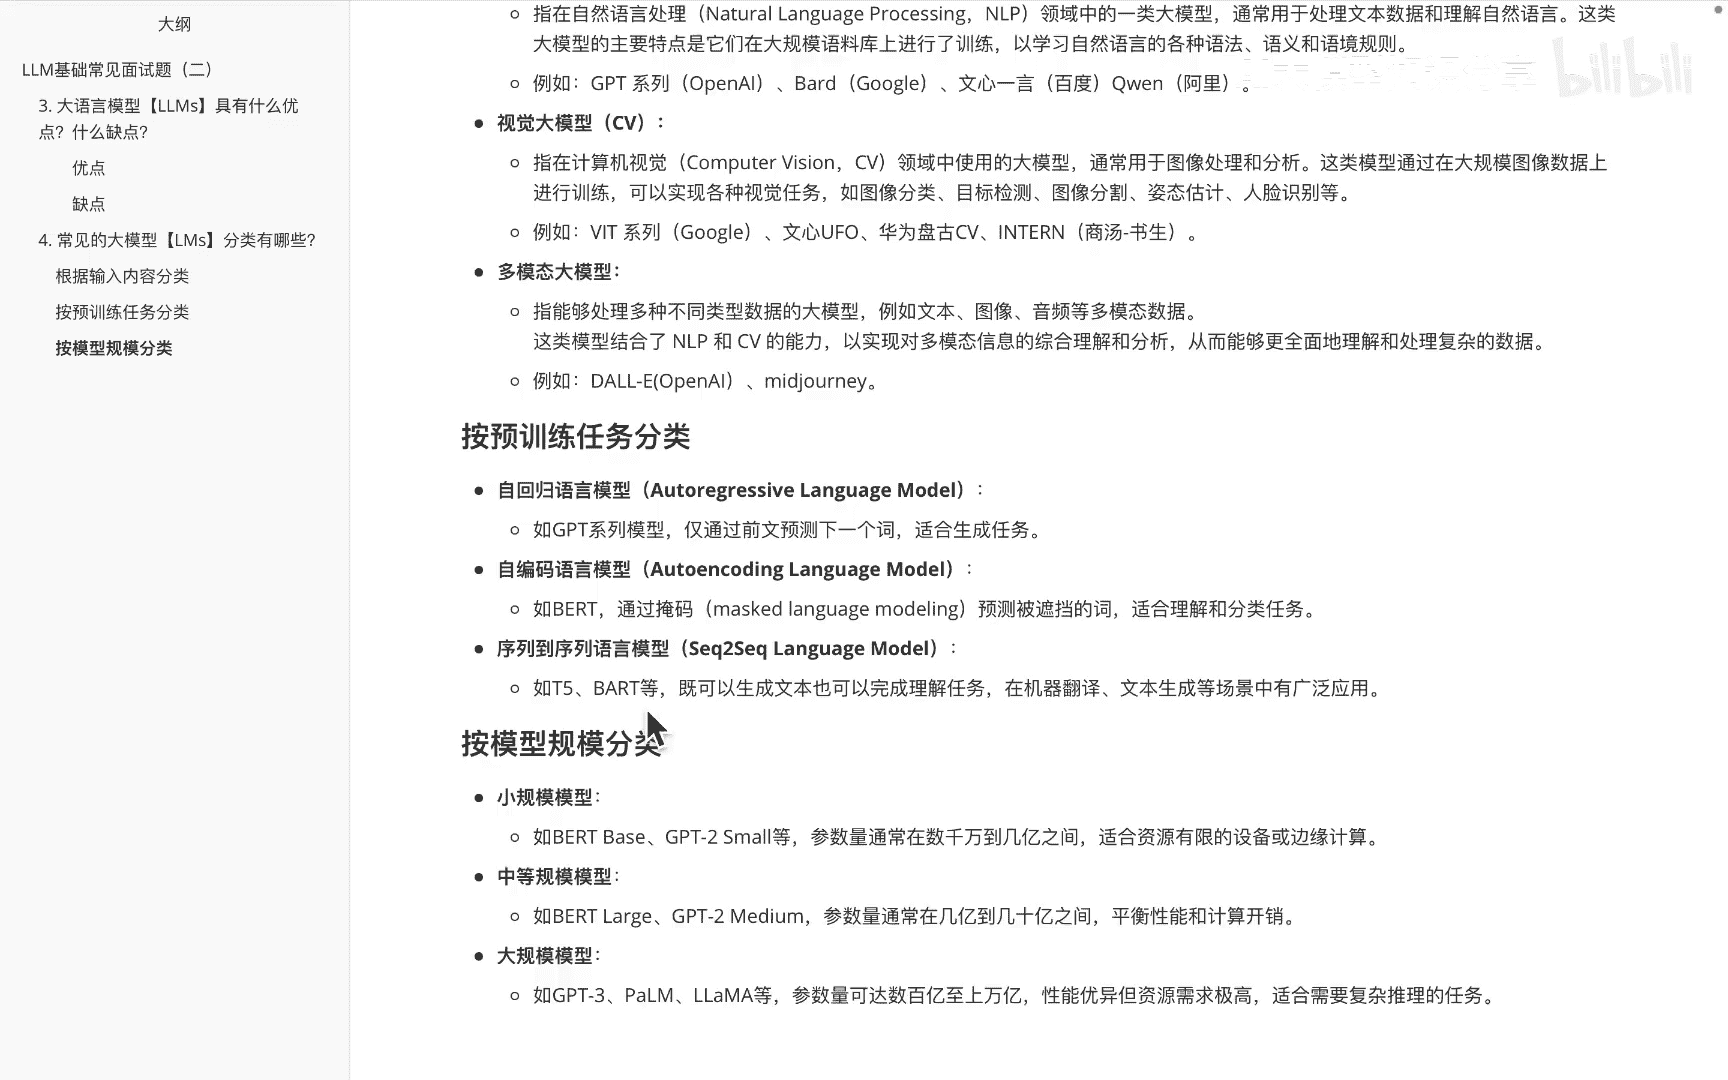 大纲
LLM基础常见面试题（二）
3. 大语言模型【LLMs】具有什么优
点？什么缺点？
优点
缺点
4. 常见的大模型【LMs】分类有哪些？
根据输入内容分类
按预训练任务分类
按模型规模分类
指在自然语言处理（Natural Language Processing，NLP）领域中的一类大模型，通常用于处理文本数据和理解自然语言。这类
大模型的主要特点是它们在大规模语料库上进行了训练，以学习自然语言的各种语法、语义和语境规则。
例如：GPT 系列（OpenAI）、Bard（Google）、文心一言（百度）Qwen（阿里）。
bilibili
视觉大模型（CV）：
指在计算机视觉（Computer Vision，CV）领域中使用的大模型，通常用于图像处理和分析。这类模型通过在大规模图像数据上
进行训练，可以实现各种视觉任务，如图像分类、目标检测、图像分割、姿态估计、人脸识别等。
例如：VIT 系列（Google）、文心UFO、华为盘古CV、INTERN（商汤-书生）。
多模态大模型：
指能够处理多种不同类型数据的大模型，例如文本、图像、音频等多模态数据。
这类模型结合了 NLP 和 CV 的能力，以实现对多模态信息的综合理解和分析，从而能够更全面地理解和处理复杂的数据。
例如：DALL-E(OpenAI）、midjourney。
按预训练任务分类
自回归语言模型（Autoregressive Language Model）：
如GPT系列模型，仅通过前文预测下一个词，适合生成任务。
自编码语言模型（Autoencoding Language Model）：
如BERT，通过掩码（masked language modeling）预测被遮挡的词，适合理解和分类任务。
序列到序列语言模型（Seq2Seq Language Model）：
如T5、BART等，既可以生成文本也可以完成理解任务，在机器翻译、文本生成等场景中有广泛应用。
按模型规模分类
小规模模型：
如BERT Base、GPT-2 Small等，参数量通常在数千万到几亿之间，适合资源有限的设备或边缘计算。
中等规模模型：
如BERT Large、GPT-2 Medium，参数量通常在几亿到几十亿之间，平衡性能和计算开销。
大规模模型：
如GPT-3、PaLM、LLaMA等，参数量可达数百亿至上万亿，性能优异但资源需求极高，适合需要复杂推理的任务。